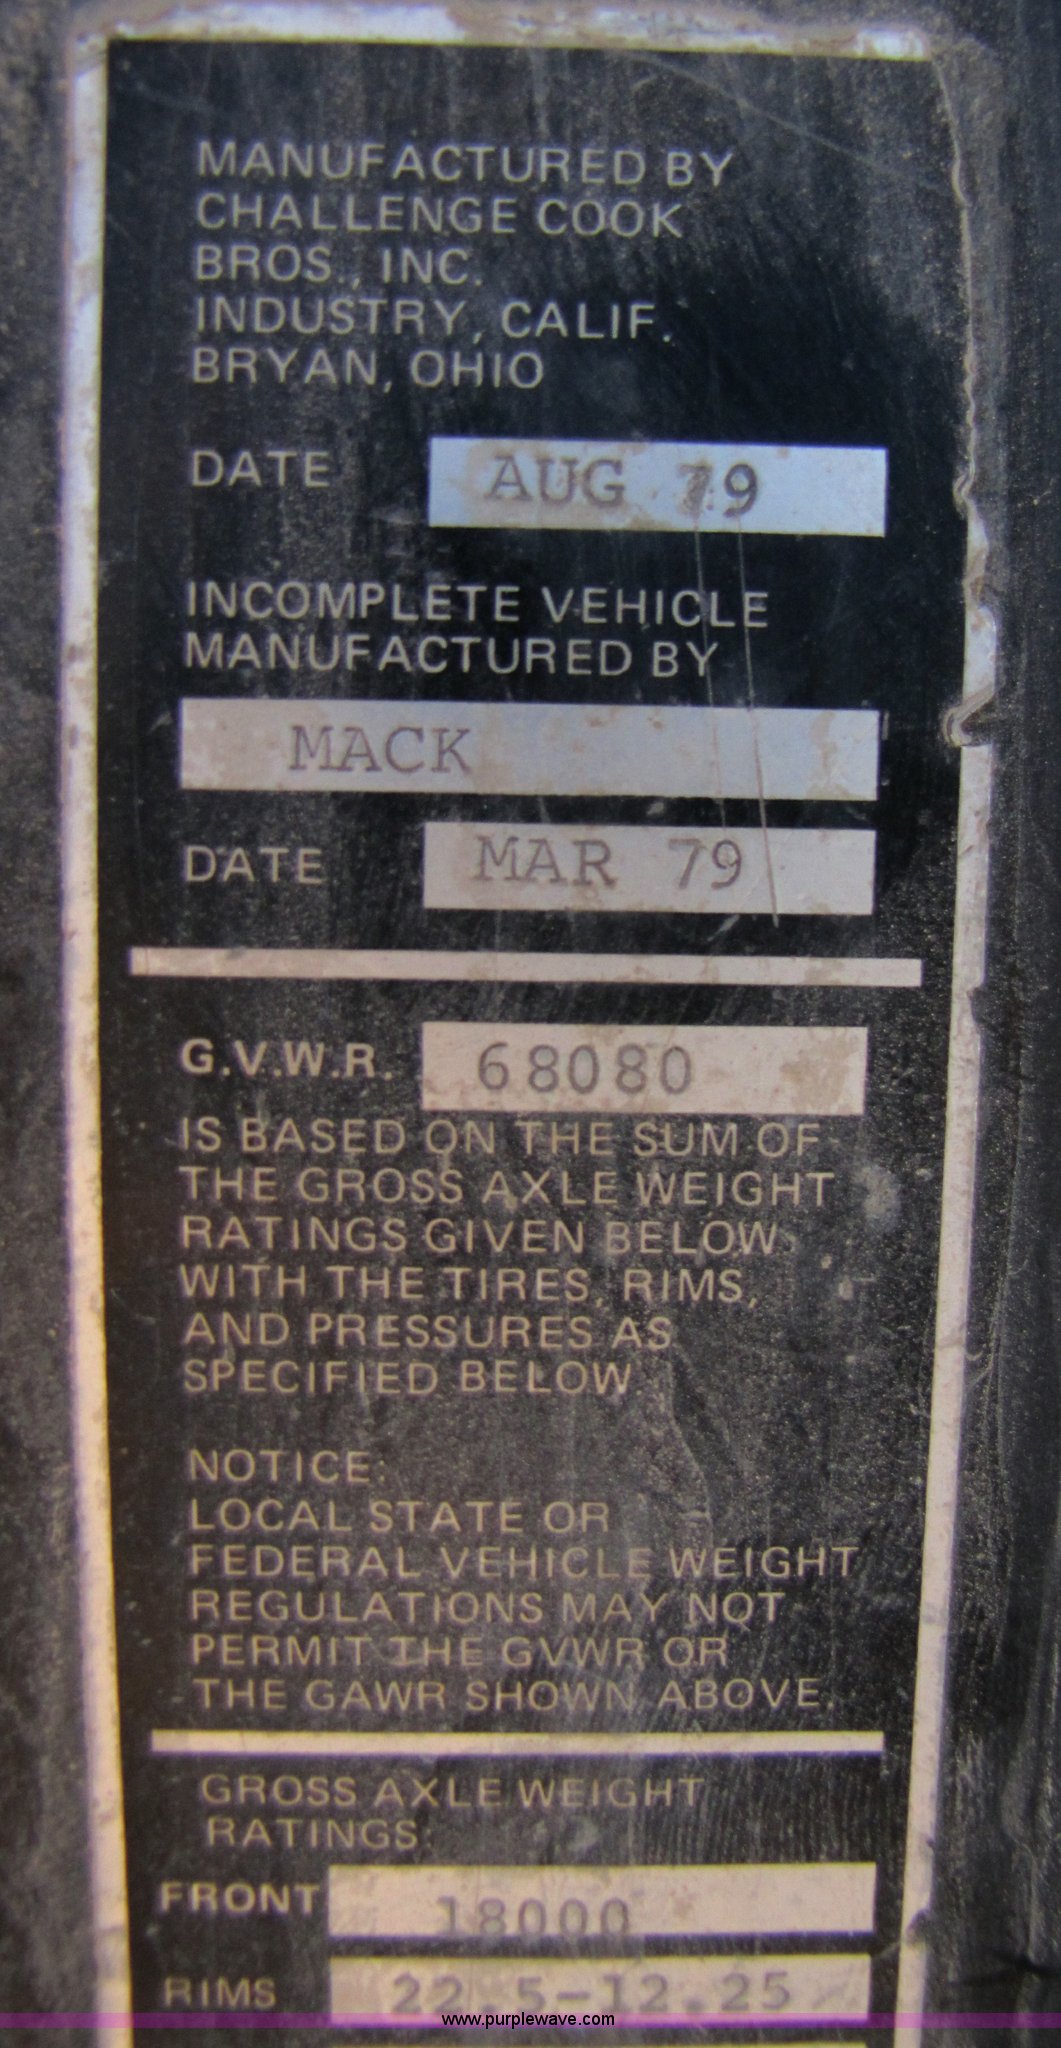 MANUFACTURED BY
CHALLENGE COOK
BROS., INC.
INDUSTRY, CALIF.
BRYAN, OHIO
DATE AUG 79
INCOMPLETE VEHICLE
MANUFACTURED BY
MACK
DATE MAR 79
G.V.W.R. 68080
IS BASED ON THE SUM OF
THE GROSS AXLE WEIGHT
RATINGS GIVEN BELOW
WITH THE TIRES, RIMS,
AND PRESSURES AS
SPECIFIED BELOW
NOTICE:
LOCAL STATE OR
FEDERAL VEHICLE WEIGHT
REGULATIONS MAY NOT
PERMIT THE GVWR OR
THE GAWR SHOWN ABOVE.
GROSS AXLE WEIGHT
RATINGS:
FRONT 18000
RIMS 22.5-12.25
www.purplewave.com